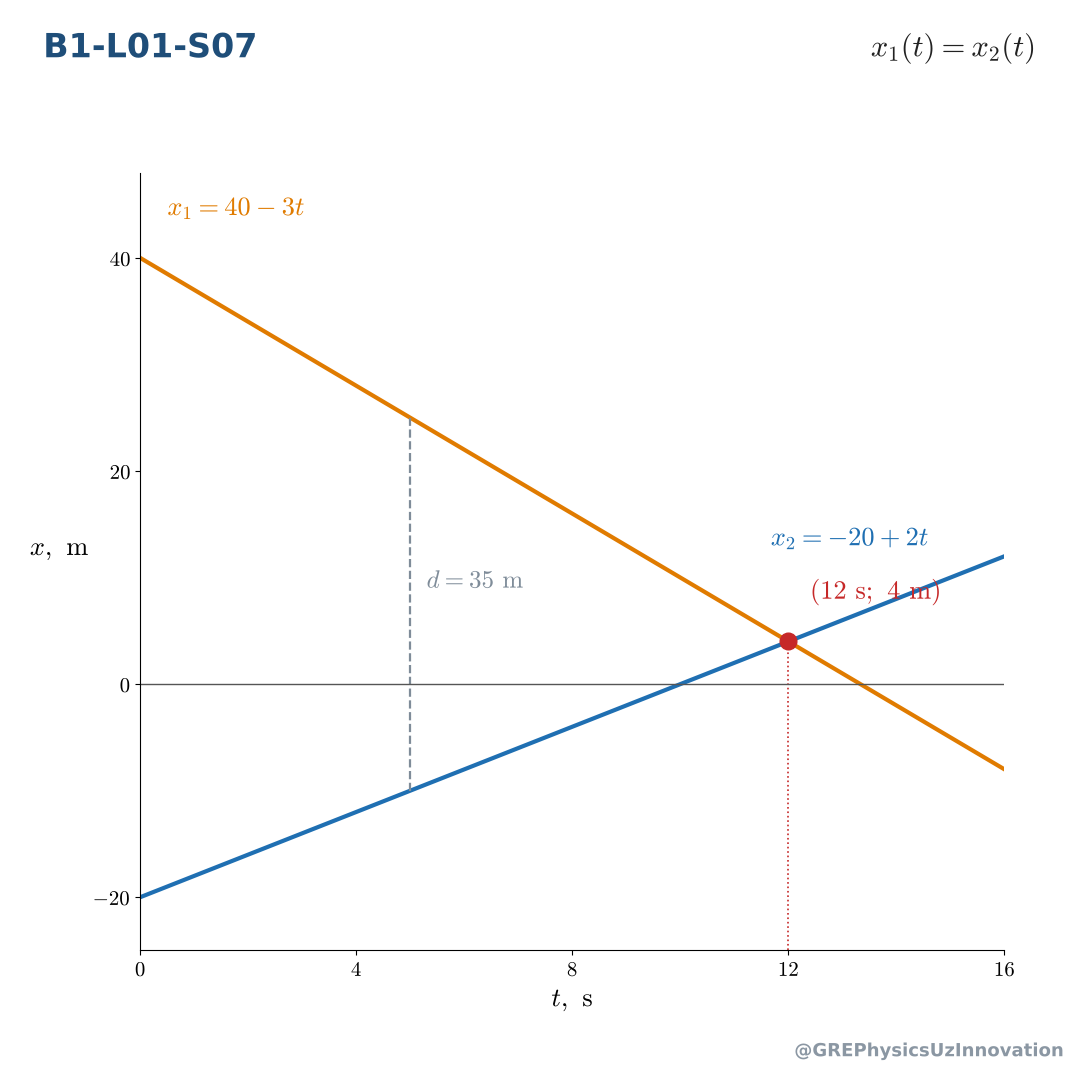 B1-L01-S07
x₁(t) = x₂(t)
x₁ = 40 − 3t
40
20
x, m
x₂ = −20 + 2t
d = 35 m
(12 s; 4 m)
0
−20
0 4 8 12 16
t, s
@GREPhysicsUzInnovation